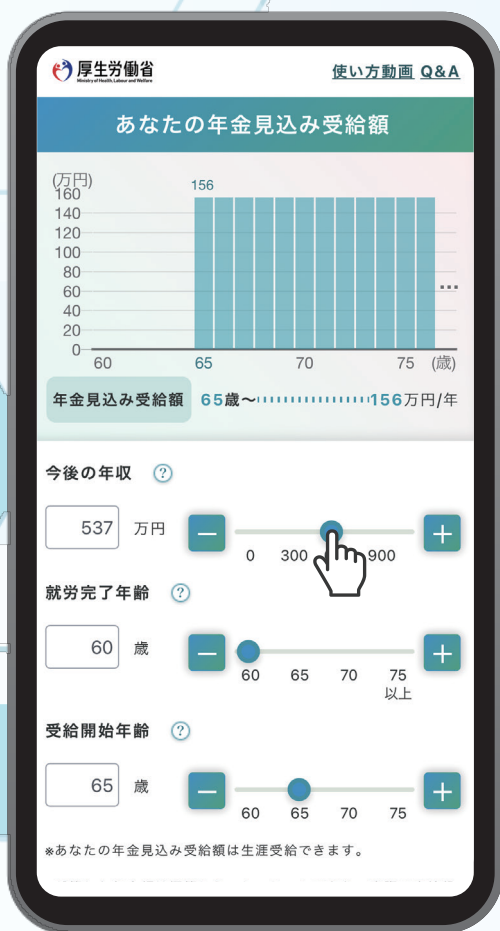 厚生労働省
Ministry of Health, Labour and Welfare
使い方動画 Q&A
あなたの年金見込み受給額
(万円)
156
160
140
120
100
80
60
40
20
0
60 65 70 75 (歳)
...
年金見込み受給額 65歳〜156万円/年
今後の年収 ?
537 万円 − +
0 300 900
就労完了年齢 ?
60 歳 − +
60 65 70 75
以上
受給開始年齢 ?
65 歳 − +
60 65 70 75
※あなたの年金見込み受給額は生涯受給できます。